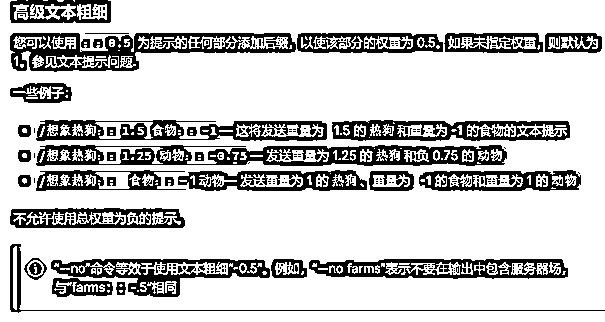 高级文本粗细
您可以使用 ::0.5 为提示的任何部分添加后缀，以使该部分的权重为 0.5。如果未指定权重，则默认为
1。参见文本提示问题。
一些例子：
/想象热狗::1.5 食物::-1—这将发送重量为 1.5 的热狗和重量为 -1 的食物的文本提示
/想象热狗::1.25 动物::-0.75—发送重量为 1.25 的热狗和负 0.75 的动物
/想象热狗:: 食物::-1动物—发送重量为 1 的热狗、重量为 -1 的食物和重量为 1 的动物
不允许使用总权重为负的提示。
“—no”命令等效于使用文本粗细“-0.5”。例如，“—no farms”表示不要在输出中包含服务器场，
与“farms：：-.5”相同